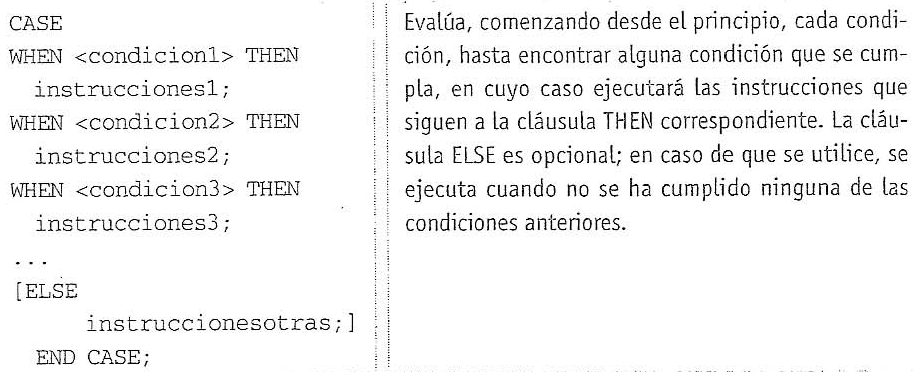 CASE
WHEN <condicion1> THEN
instrucciones1;
WHEN <condicion2> THEN
instrucciones2;
WHEN <condicion3> THEN
instrucciones3;
...
[ELSE
instruccionesotras;]
END CASE;
Evalúa, comenzando desde el principio, cada condi-
ción, hasta encontrar alguna condición que se cum-
pla, en cuyo caso ejecutará las instrucciones que
siguen a la cláusula THEN correspondiente. La cláu-
sula ELSE es opcional; en caso de que se utilice, se
ejecuta cuando no se ha cumplido ninguna de las
condiciones anteriores.